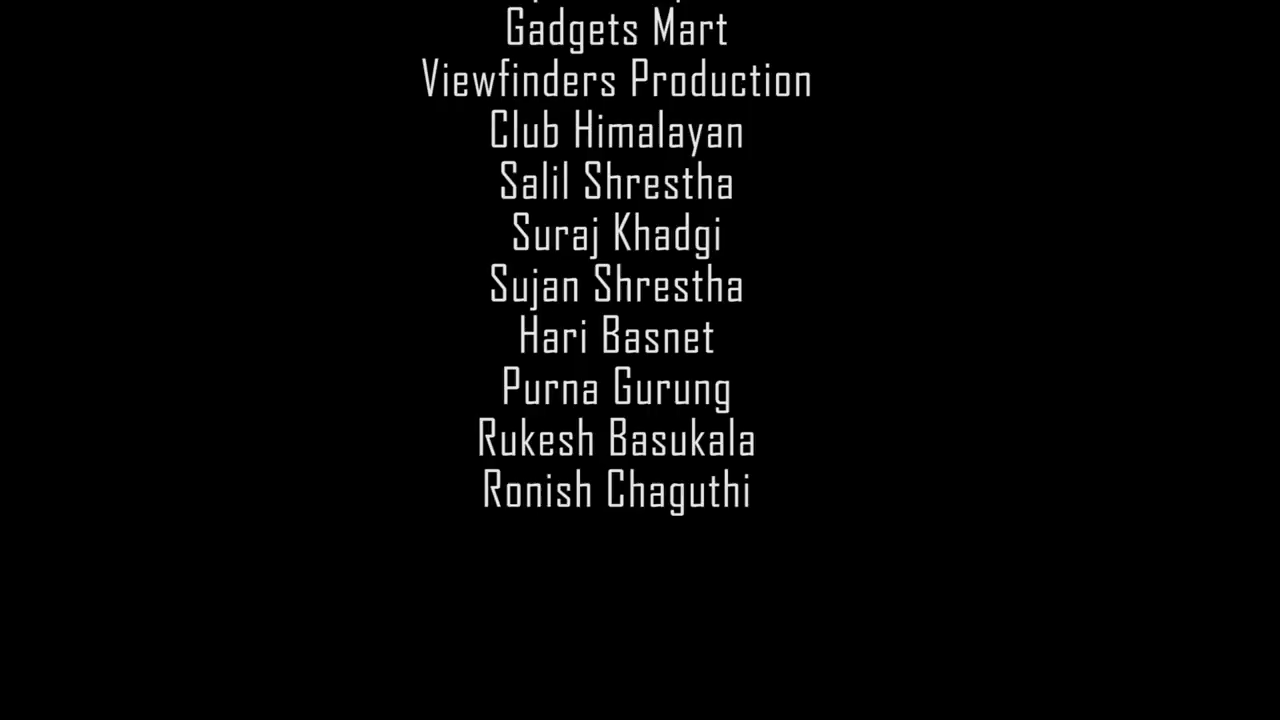 Gadgets Mart
Viewfinders Production
Club Himalayan
Salil Shrestha
Suraj Khadgi
Sujan Shrestha
Hari Basnet
Purna Gurung
Rukesh Basukala
Ronish Chaguthi